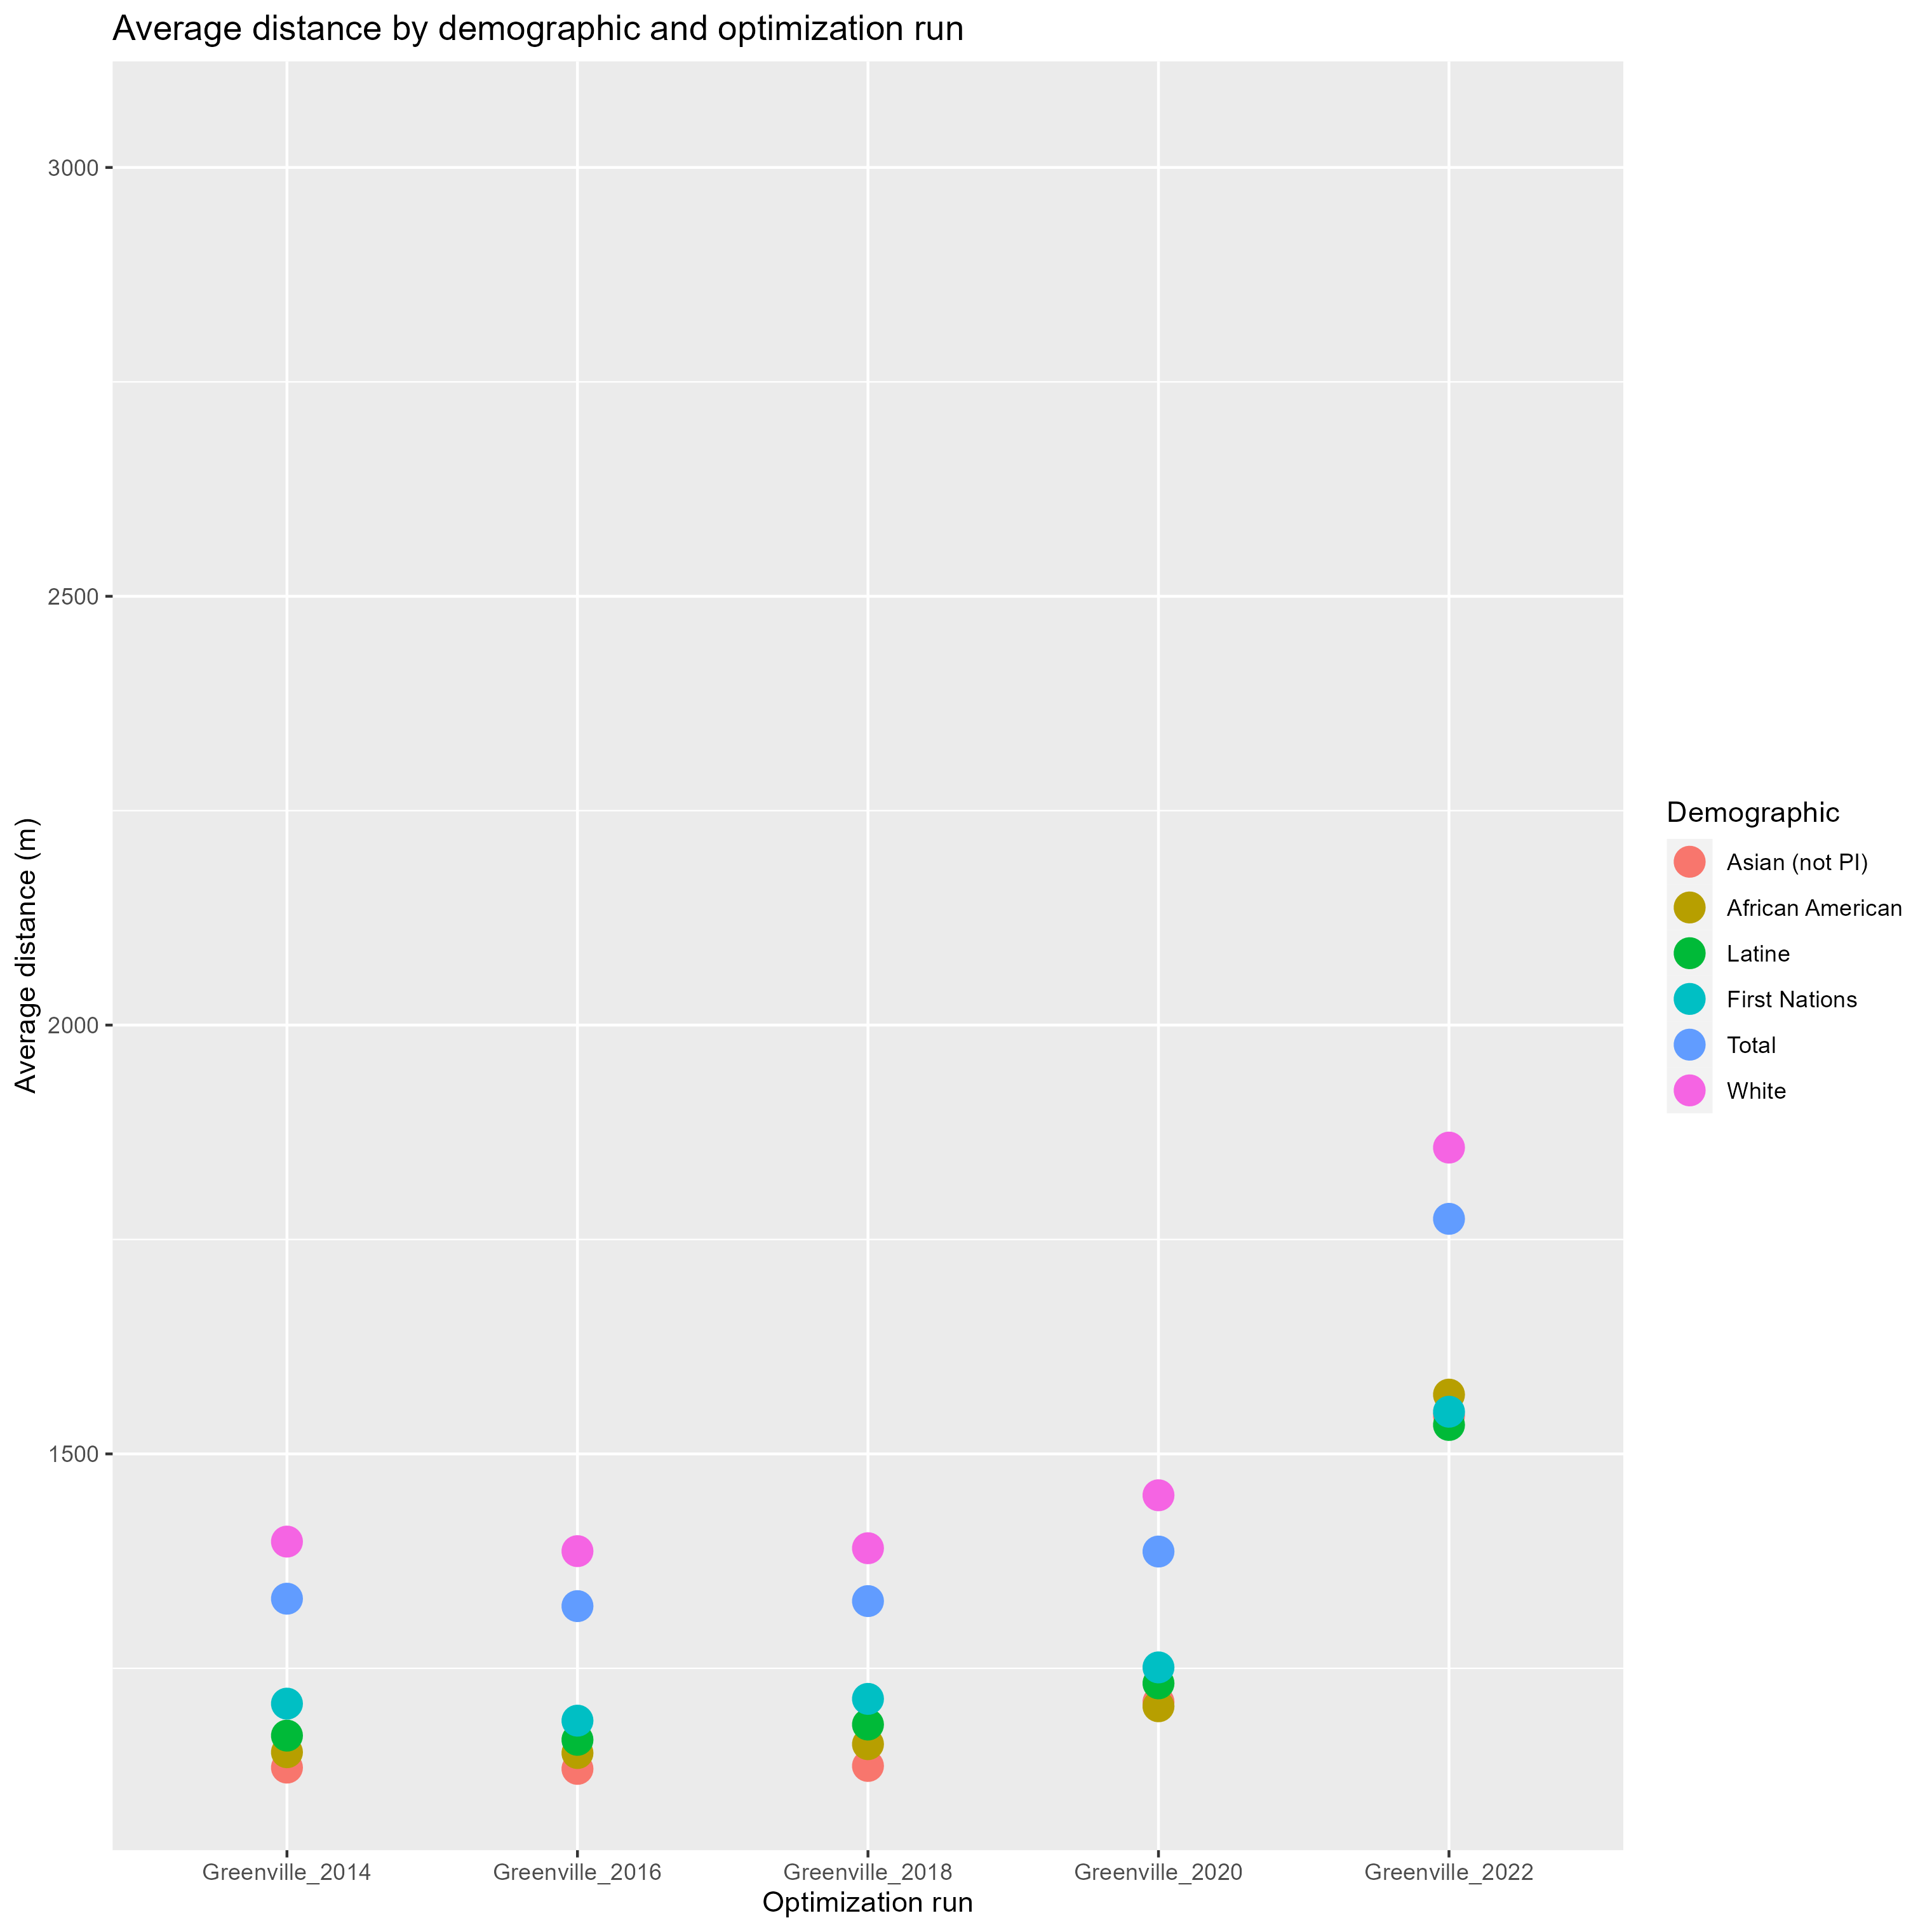 Average distance by demographic and optimization run
3000
2500
2000
1500
Average distance (m)
Greenville_2014
Greenville_2016
Greenville_2018
Greenville_2020
Greenville_2022
Optimization run
Demographic
Asian (not PI)
African American
Latine
First Nations
Total
White